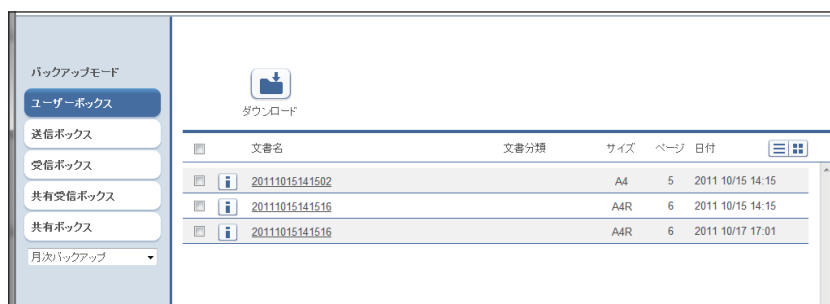 バックアップモード
ユーザーボックス
送信ボックス
受信ボックス
共有受信ボックス
共有ボックス
月次バックアップ
ダウンロード
文書名 文書分類 サイズ ページ 日付
20111015141502 A4 5 2011 10/15 14:15
20111015141516 A4R 6 2011 10/15 14:15
20111015141516 A4R 6 2011 10/17 17:01